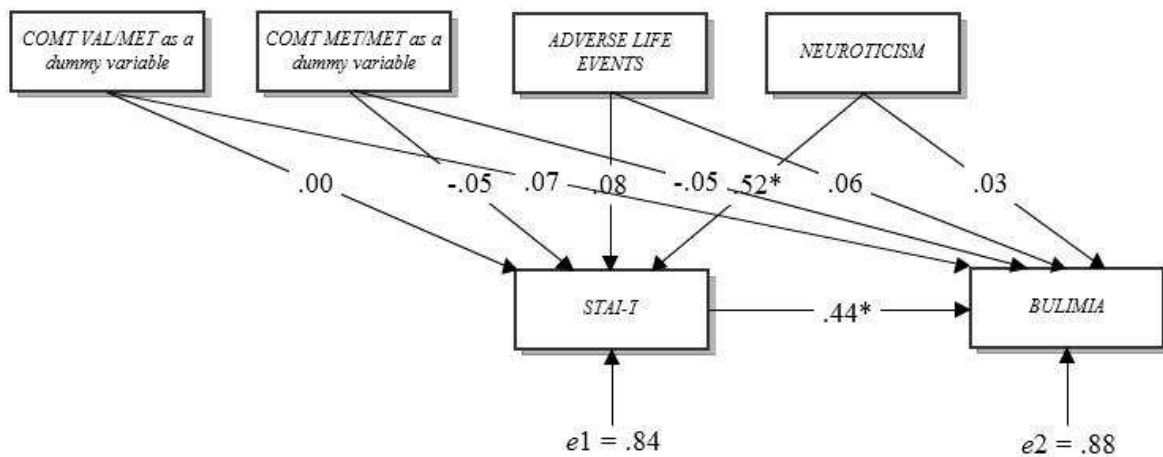 COMT VAL/MET as a
dummy variable
COMT MET/MET as a
dummy variable
ADVERSE LIFE
EVENTS
NEUROTICISM
.00
-.05
.07
.08
-.05
.52*
.06
.03
STAI-T
.44*
BULIMIA
e1 = .84
e2 = .88